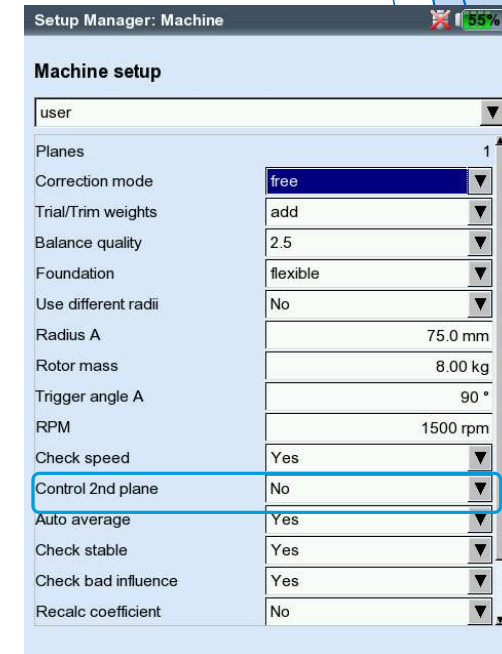 Setup Manager: Machine 55%
Machine setup
user
Planes 1
Correction mode free
Trial/Trim weights add
Balance quality 2.5
Foundation flexible
Use different radii No
Radius A 75.0 mm
Rotor mass 8.00 kg
Trigger angle A 90 °
RPM 1500 rpm
Check speed Yes
Control 2nd plane No
Auto average Yes
Check stable Yes
Check bad influence Yes
Recalc coefficient No